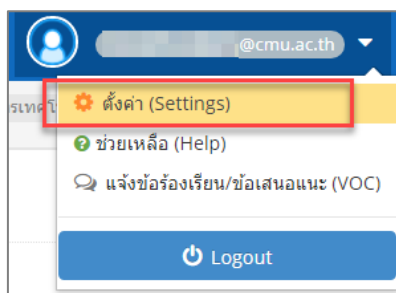 @cmu.ac.th
ตั้งค่า (Settings)
ช่วยเหลือ (Help)
แจ้งข้อร้องเรียน/ข้อเสนอแนะ (VOC)
Logout